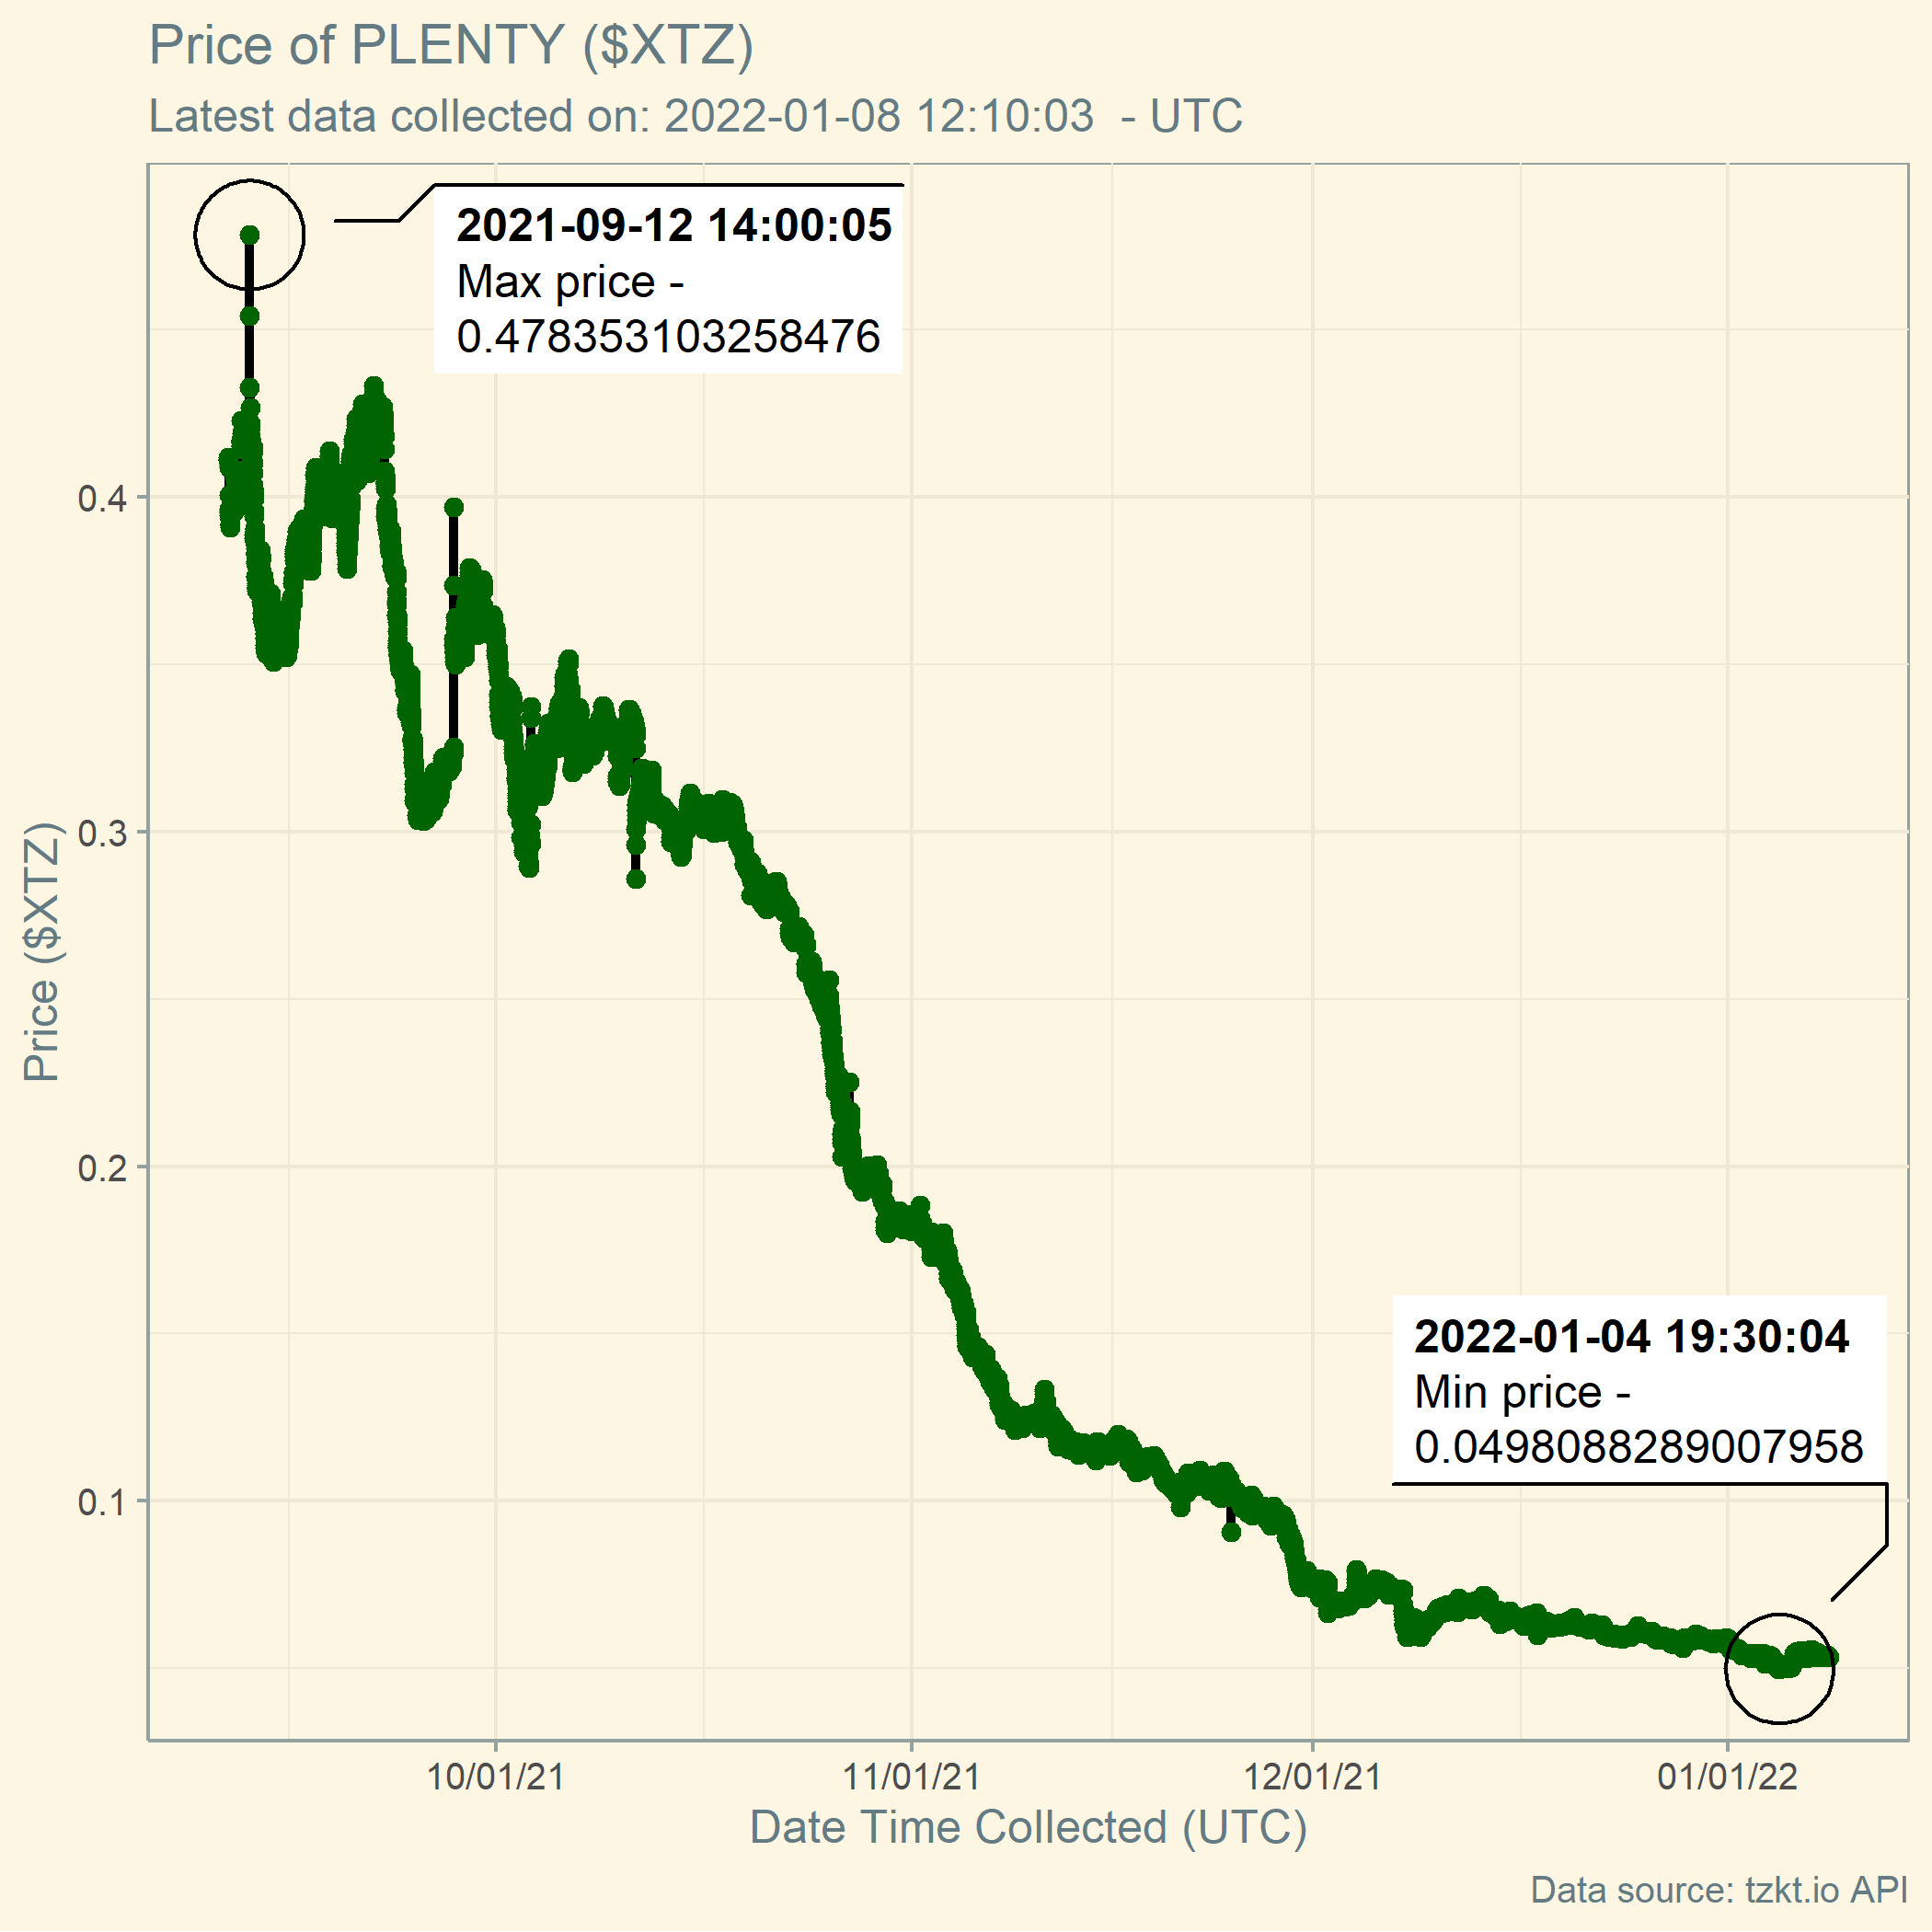 Price of PLENTY ($XTZ)
Latest data collected on: 2022-01-08 12:10:03  - UTC
2021-09-12 14:00:05
Max price -
0.478353103258476
0.4
0.3
0.2
0.1
Price ($XTZ)
2022-01-04 19:30:04
Min price -
0.0498088289007958
10/01/21
11/01/21
12/01/21
01/01/22
Date Time Collected (UTC)
Data source: tzkt.io API